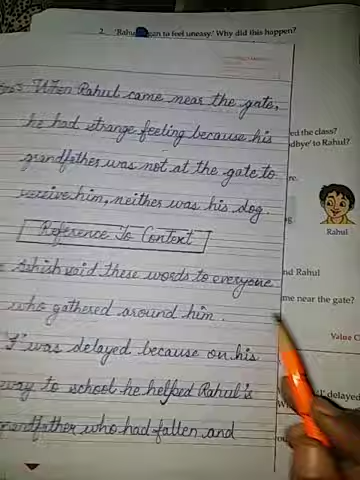 2. 'Rahul began to feel uneasy.' Why did this happen?
When Rahul came near the gate,
he had strange feeling because his
grandfather was not at the gate to
receive him, neither was his dog.
Reference To Context
Ashish said these words to everyone
who gathered around him.
'I' was delayed because on his
way to school he helped Rahul's
grandfather who had fallen and
ed the class?
dbye' to Rahul?
re.
Rahul
nd Rahul
me near the gate?
Value C
' delayed